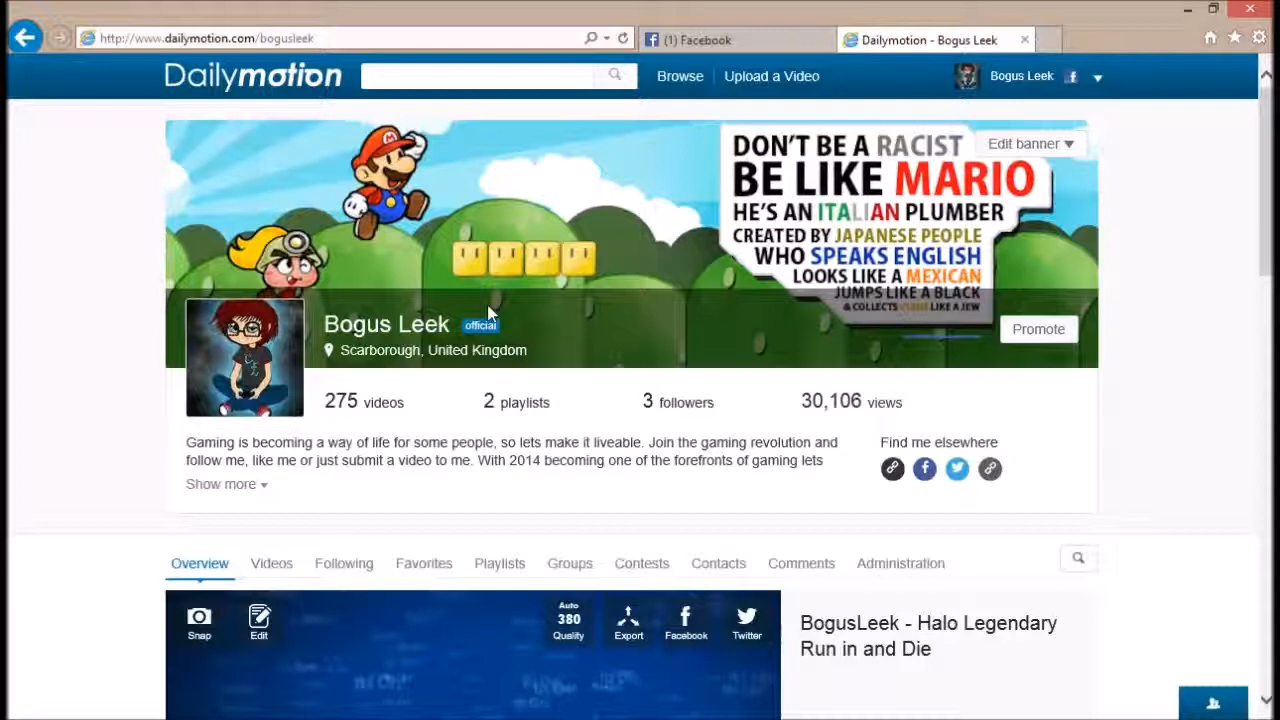 http://www.dailymotion.com/bogusleek
(1) Facebook
Dailymotion - Bogus Leek
Dailymotion
Browse
Upload a Video
Bogus Leek
Edit banner
DON'T BE A RACIST
BE LIKE MARIO
HE'S AN ITALIAN PLUMBER
CREATED BY JAPANESE PEOPLE
WHO SPEAKS ENGLISH
LOOKS LIKE A MEXICAN
JUMPS LIKE A BLACK
& COLLECTS COINS LIKE A JEW
Bogus Leek official
Scarborough, United Kingdom
Promote
275 videos
2 playlists
3 followers
30,106 views
Gaming is becoming a way of life for some people, so lets make it liveable. Join the gaming revolution and
follow me, like me or just submit a video to me. With 2014 becoming one of the forefronts of gaming lets
Show more
Find me elsewhere
Overview
Videos
Following
Favorites
Playlists
Groups
Contests
Contacts
Comments
Administration
Snap
Edit
Auto
380
Quality
Export
Facebook
Twitter
BogusLeek - Halo Legendary
Run in and Die